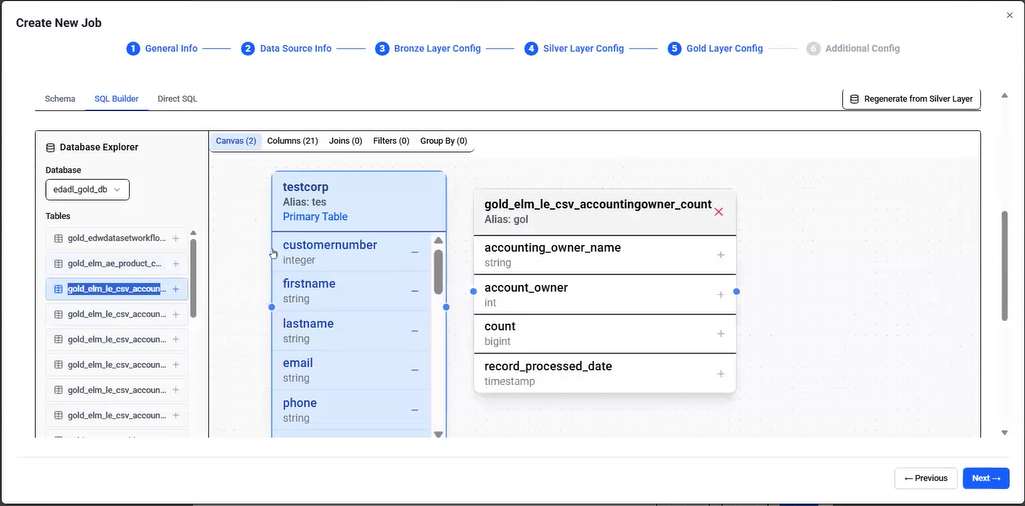 Create New Job
×
1 General Info
2 Data Source Info
3 Bronze Layer Config
4 Silver Layer Config
5 Gold Layer Config
6 Additional Config
Schema
SQL Builder
Direct SQL
Regenerate from Silver Layer
Database Explorer
Database
edadl_gold_db
Tables
gold_edwdatasetworkflo... +
gold_elm_ae_product_c... +
gold_elm_le_csv_accoun... +
gold_elm_le_csv_accoun... +
gold_elm_le_csv_accoun... +
gold_elm_le_csv_accoun... +
gold_elm_le_csv_accoun... +
gold_elm_le_csv_accoun... +
Canvas (2)
Columns (21)
Joins (0)
Filters (0)
Group By (0)
testcorp
Alias: tes
Primary Table
customernumber
integer
firstname
string
lastname
string
email
string
phone
string
gold_elm_le_csv_accountingowner_count
Alias: gol
accounting_owner_name
string
account_owner
int
count
bigint
record_processed_date
timestamp
← Previous
Next →